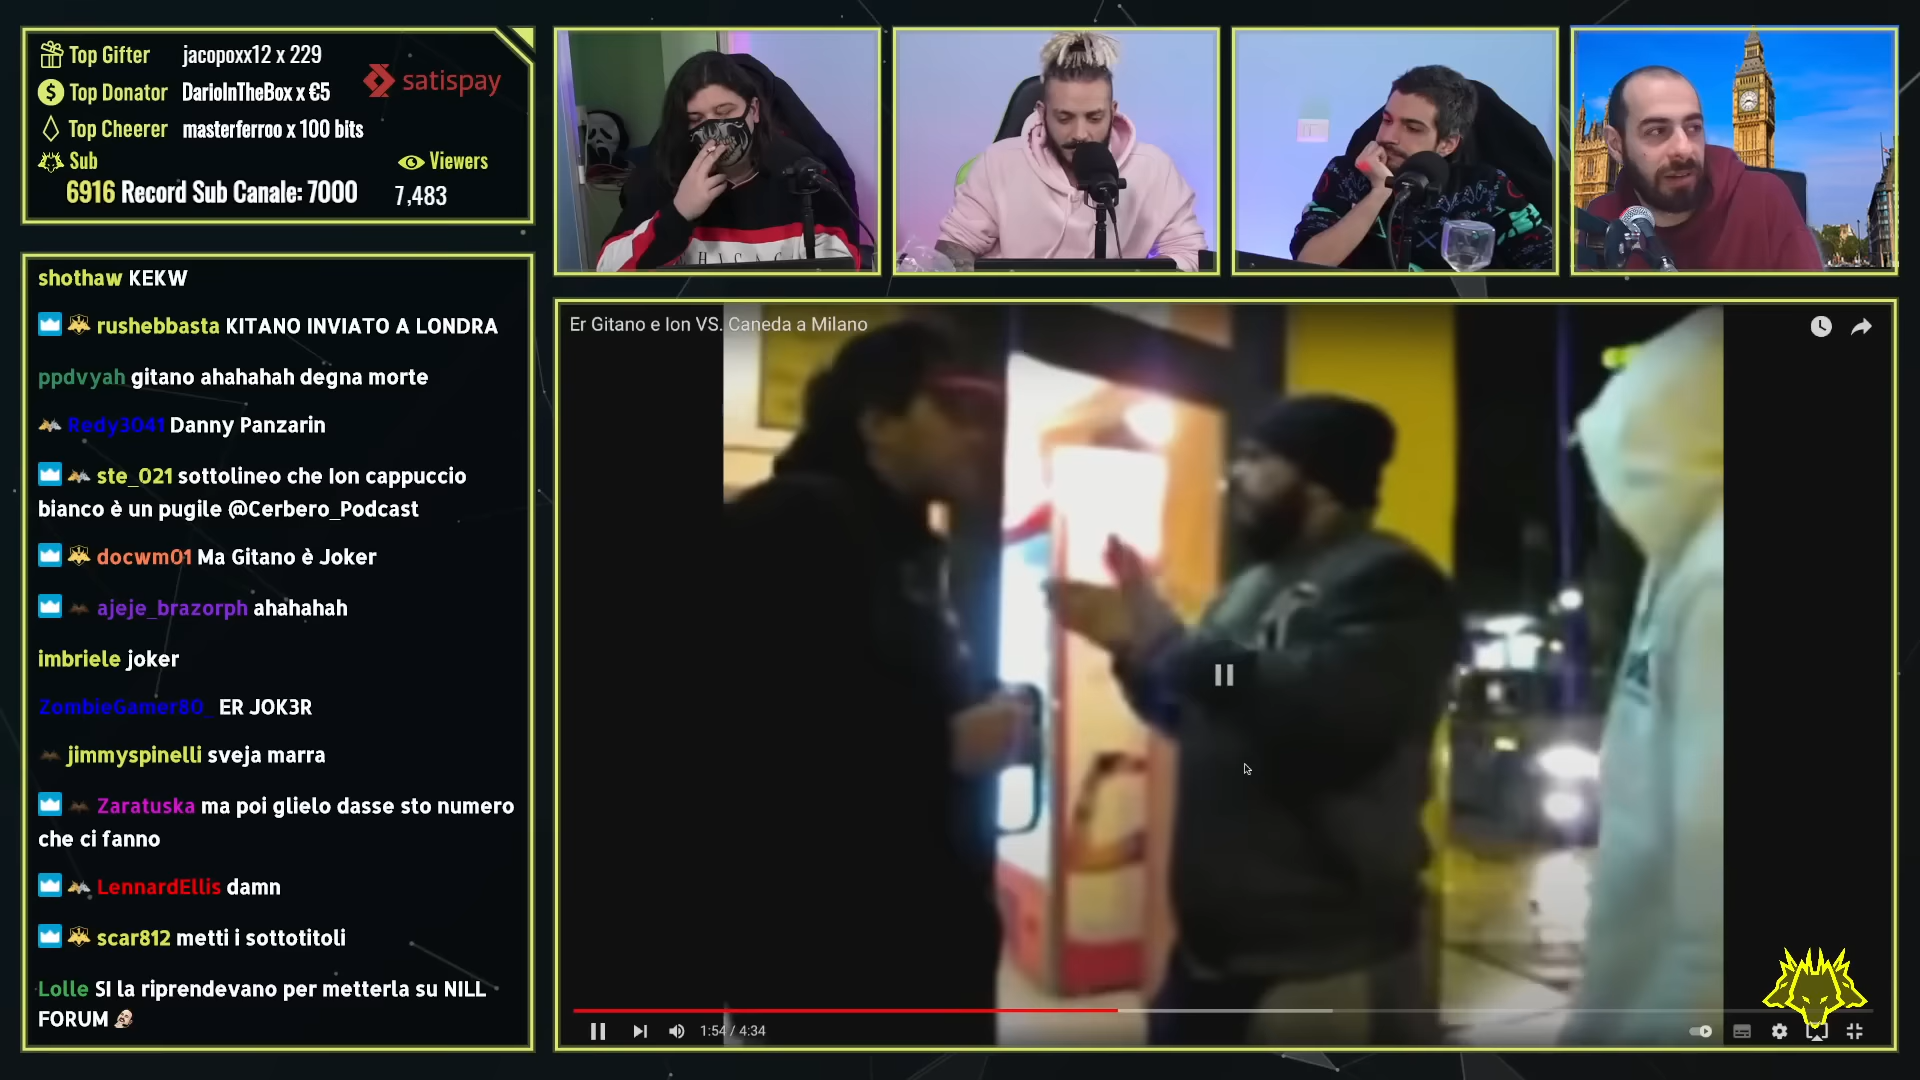 Top Gifter jacopoxx12 x 229
satispay
Top Donator DarioInTheBox x €5
Top Cheerer masterferroo x 100 bits
Sub
Viewers
6916 Record Sub Canale: 7000
7,483
shothaw KEKW
rushebbasta KITANO INVIATO A LONDRA
ppdvyah gitano ahahahah degna morte
Redy3041 Danny Panzarin
ste_021 sottolineo che Ion cappuccio
bianco è un pugile @Cerbero_Podcast
docwm01 Ma Gitano è Joker
ajeje_brazorph ahahahah
imbriele joker
ZombieGamer80_ ER JOK3R
jimmyspinelli sveja marra
Zaratuska ma poi glielo dasse sto numero
che ci fanno
LennardEllis damn
scar812 metti i sottotitoli
Lolle SI la riprendevano per metterla su NILL
FORUM
Er Gitano e Ion VS. Caneda a Milano
1:54 / 4:34